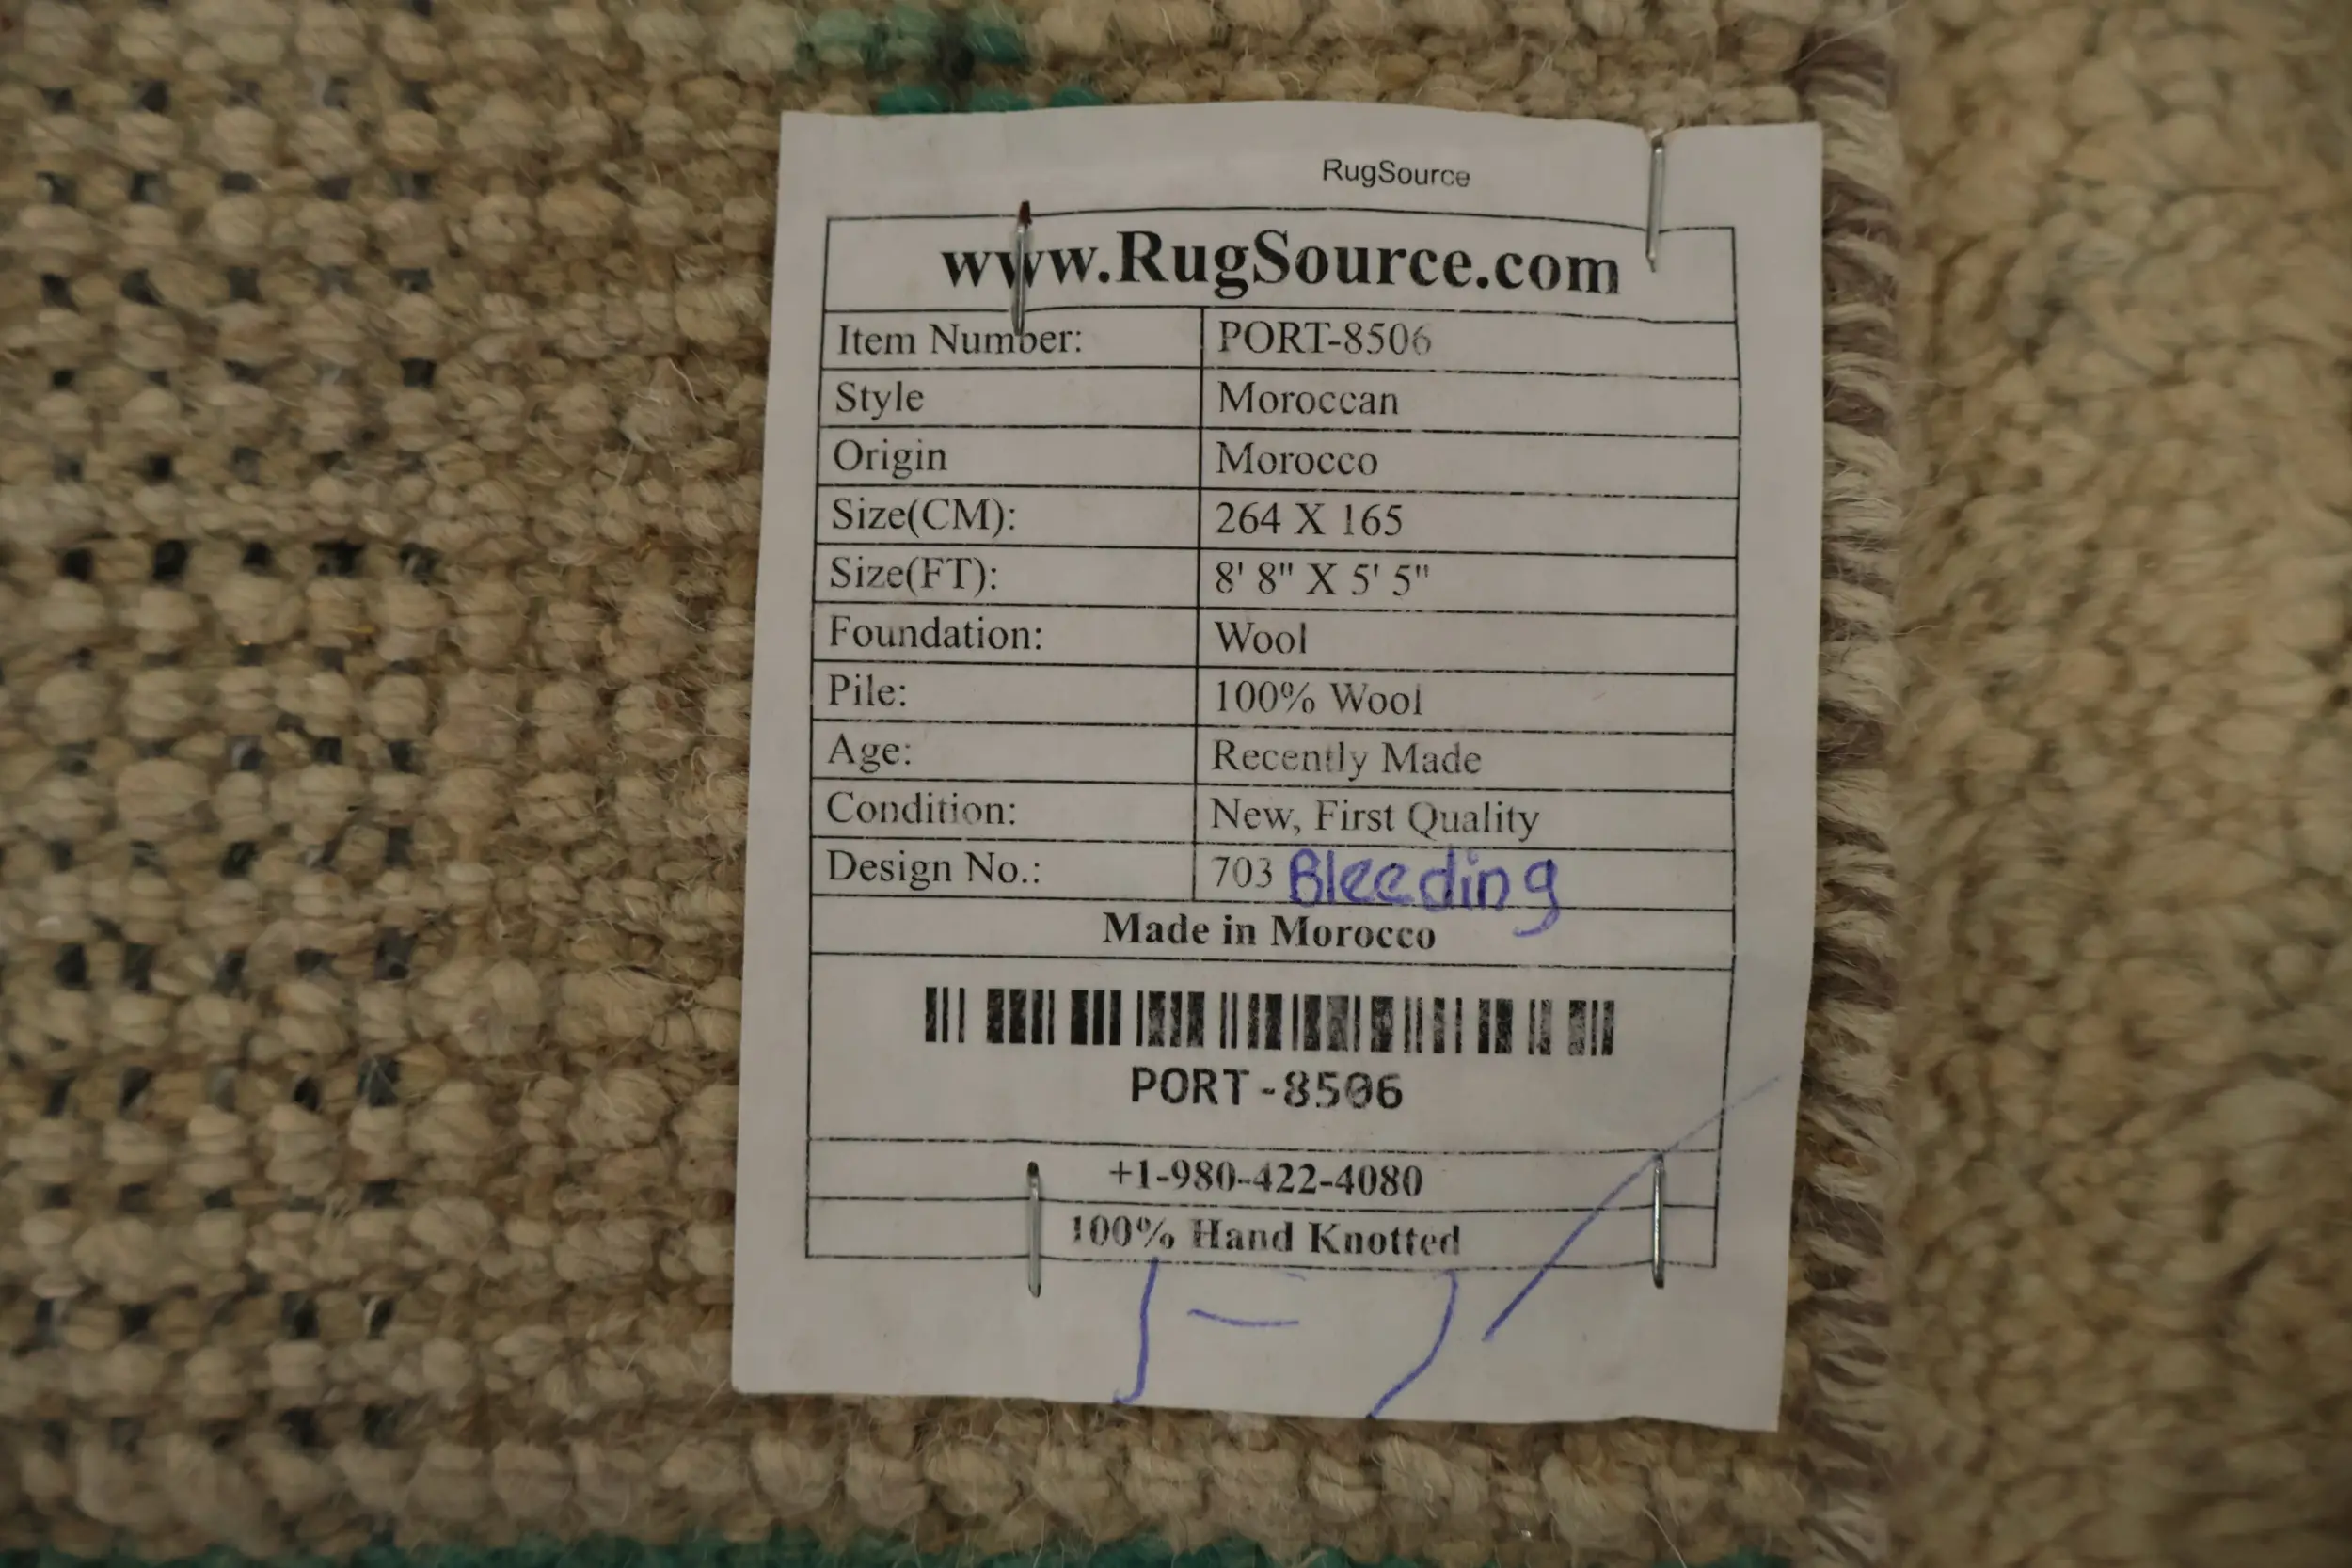 RugSource
www.RugSource.com
Item Number: PORT-8506
Style Moroccan
Origin Morocco
Size(CM): 264 X 165
Size(FT): 8' 8" X 5' 5"
Foundation: Wool
Pile: 100% Wool
Age: Recently Made
Condition: New, First Quality
Design No.: 703 Bleeding
Made in Morocco
PORT-8506
+1-980-422-4080
100% Hand Knotted